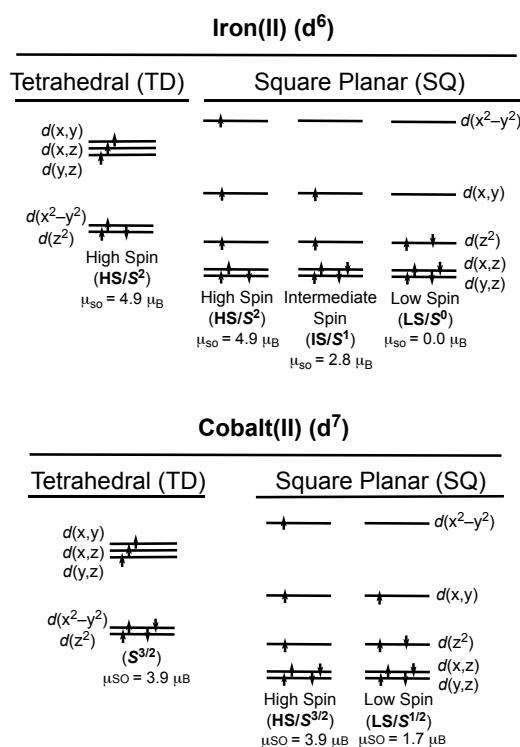 Iron(II) (d⁶)
Tetrahedral (TD)
Square Planar (SQ)
d(x,y)
d(x,z)
d(y,z)
d(x²–y²)
d(z²)
High Spin
(HS/S²)
μso = 4.9 μB
d(x²–y²)
d(x,y)
d(z²)
d(x,z)
d(y,z)
High Spin
(HS/S²)
μso = 4.9 μB
Intermediate
Spin
(IS/S¹)
μso = 2.8 μB
Low Spin
(LS/S⁰)
μso = 0.0 μB
Cobalt(II) (d⁷)
Tetrahedral (TD)
Square Planar (SQ)
d(x,y)
d(x,z)
d(y,z)
d(x²–y²)
d(z²)
(S³/²)
μSO = 3.9 μB
d(x²–y²)
d(x,y)
d(z²)
d(x,z)
d(y,z)
High Spin
(HS/S³/²)
μSO = 3.9 μB
Low Spin
(LS/S¹/²)
μSO = 1.7 μB